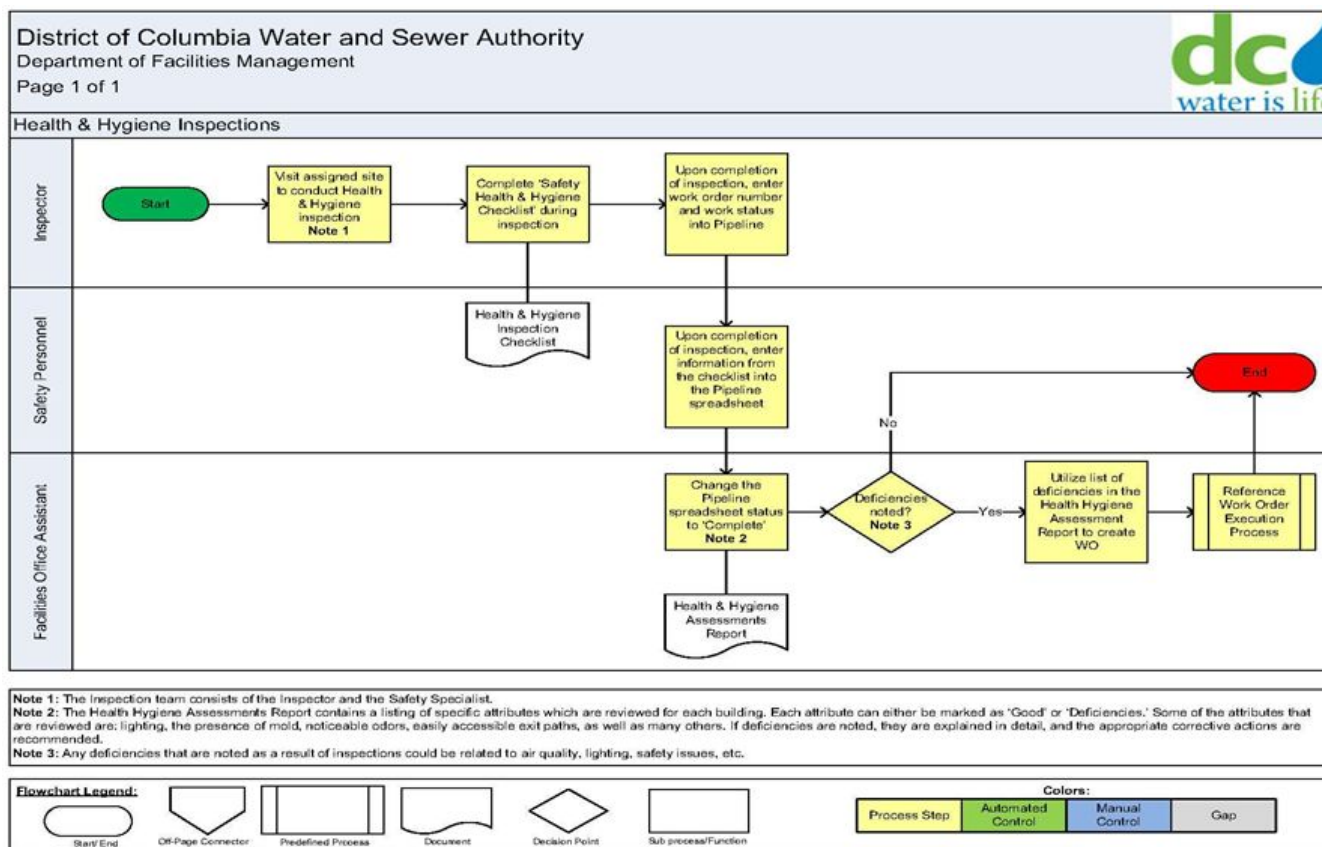 District of Columbia Water and Sewer Authority
Department of Facilities Management
Page 1 of 1
dc
water is life
Health & Hygiene Inspections
Inspector
Start
Visit assigned site
to conduct Health
& Hygiene
inspection
Note 1
Complete ‘Safety
Health & Hygiene
Checklist’ during
inspection
Upon completion
of inspection, enter
work order number
and work status
into Pipeline
Safety Personnel
Health & Hygiene
Inspection
Checklist
Upon completion
of inspection, enter
information from
the checklist into
the Pipeline
spreadsheet
End
No
Facilities Office Assistant
Change the
Pipeline
spreadsheet status
to ‘Complete’
Note 2
Deficiencies
noted?
Note 3
Yes
Utilize list of
deficiencies in the
Health Hygiene
Assessment
Report to create
WO
Reference
Work Order
Execution
Process
Health & Hygiene
Assessments
Report
Note 1: The Inspection team consists of the Inspector and the Safety Specialist.
Note 2: The Health Hygiene Assessments Report contains a listing of specific attributes which are reviewed for each building. Each attribute can either be marked as ‘Good’ or ‘Deficiencies.’ Some of the attributes that
are reviewed are: lighting, the presence of mold, noticeable odors, easily accessible exit paths, as well as many others. If deficiencies are noted, they are explained in detail, and the appropriate corrective actions are
recommended.
Note 3: Any deficiencies that are noted as a result of inspections could be related to air quality, lighting, safety issues, etc.
Flowchart Legend:
Start/ End
Off-Page Connector
Predefined Process
Document
Decision Point
Sub process/Function
Colors:
Process Step
Automated
Control
Manual
Control
Gap